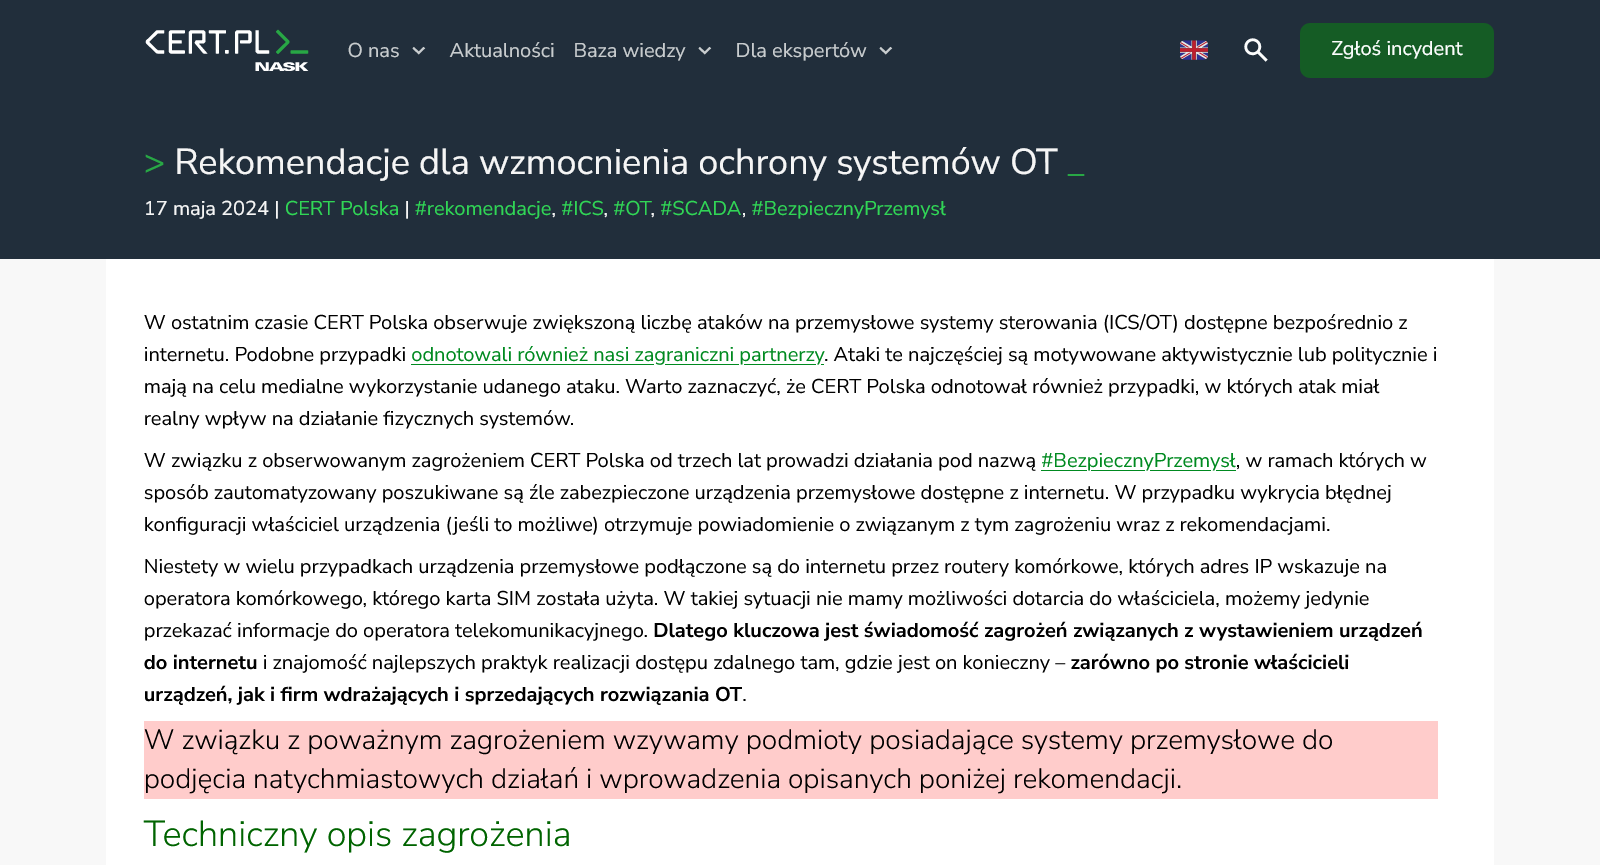 CERT.PL>_
NASK
O nas
Aktualności
Baza wiedzy
Dla ekspertów
Zgłoś incydent
> Rekomendacje dla wzmocnienia ochrony systemów OT _
17 maja 2024 | CERT Polska | #rekomendacje, #ICS, #OT, #SCADA, #BezpiecznyPrzemysł
W ostatnim czasie CERT Polska obserwuje zwiększoną liczbę ataków na przemysłowe systemy sterowania (ICS/OT) dostępne bezpośrednio z
internetu. Podobne przypadki odnotowali również nasi zagraniczni partnerzy. Ataki te najczęściej są motywowane aktywistycznie lub politycznie i
mają na celu medialne wykorzystanie udanego ataku. Warto zaznaczyć, że CERT Polska odnotował również przypadki, w których atak miał
realny wpływ na działanie fizycznych systemów.
W związku z obserwowanym zagrożeniem CERT Polska od trzech lat prowadzi działania pod nazwą #BezpiecznyPrzemysł, w ramach których w
sposób zautomatyzowany poszukiwane są źle zabezpieczone urządzenia przemysłowe dostępne z internetu. W przypadku wykrycia błędnej
konfiguracji właściciel urządzenia (jeśli to możliwe) otrzymuje powiadomienie o związanym z tym zagrożeniu wraz z rekomendacjami.
Niestety w wielu przypadkach urządzenia przemysłowe podłączone są do internetu przez routery komórkowe, których adres IP wskazuje na
operatora komórkowego, którego karta SIM została użyta. W takiej sytuacji nie mamy możliwości dotarcia do właściciela, możemy jedynie
przekazać informacje do operatora telekomunikacyjnego. Dlatego kluczowa jest świadomość zagrożeń związanych z wystawieniem urządzeń
do internetu i znajomość najlepszych praktyk realizacji dostępu zdalnego tam, gdzie jest on konieczny – zarówno po stronie właścicieli
urządzeń, jak i firm wdrażających i sprzedających rozwiązania OT.
W związku z poważnym zagrożeniem wzywamy podmioty posiadające systemy przemysłowe do
podjęcia natychmiastowych działań i wprowadzenia opisanych poniżej rekomendacji.
Techniczny opis zagrożenia